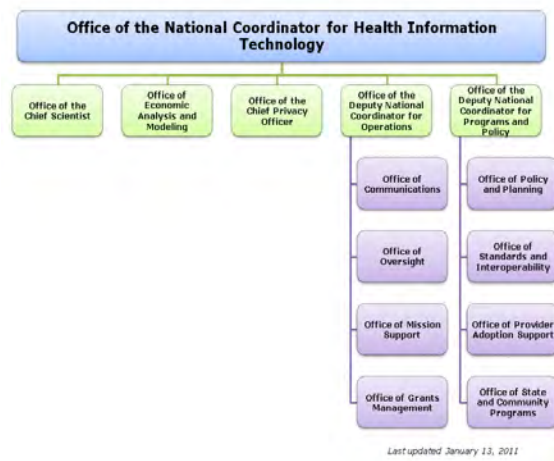 Office of the National Coordinator for Health Information
Technology
Office of the
Chief Scientist
Office of
Economic
Analysis and
Modeling
Office of the
Chief Privacy
Officer
Office of the
Deputy National
Coordinator for
Operations
Office of the
Deputy National
Coordinator for
Programs and
Policy
Office of
Communications
Office of Policy
and Planning
Office of
Oversight
Office of
Standards and
Interoperability
Office of Mission
Support
Office of Provider
Adoption Support
Office of Grants
Management
Office of State
and Community
Programs
Last updated January 13, 2011